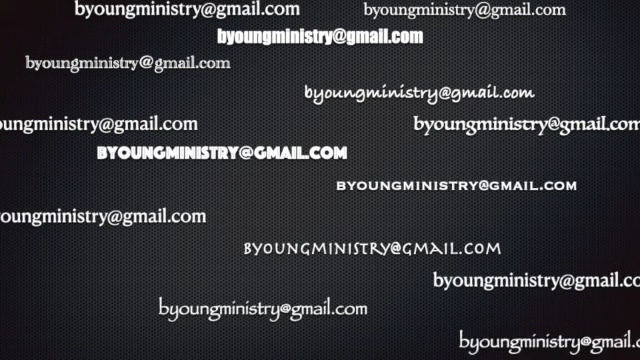 byoungministry@gmail.com
byoungministry@gmail.com
byoungministry@gmail.com
byoungministry@gmail.com
byoungministry@gmail.com
oungministry@gmail.com
byoungministry@gmail.com
BYOUNGMINISTRY@GMAIL.COM
BYOUNGMINISTRY@GMAIL.COM
oungministry@gmail.com
BYOUNGMINISTRY@GMAIL.COM
byoungministry@gmail.co
byoungministry@gmail.com
byoungministry@gmail.c